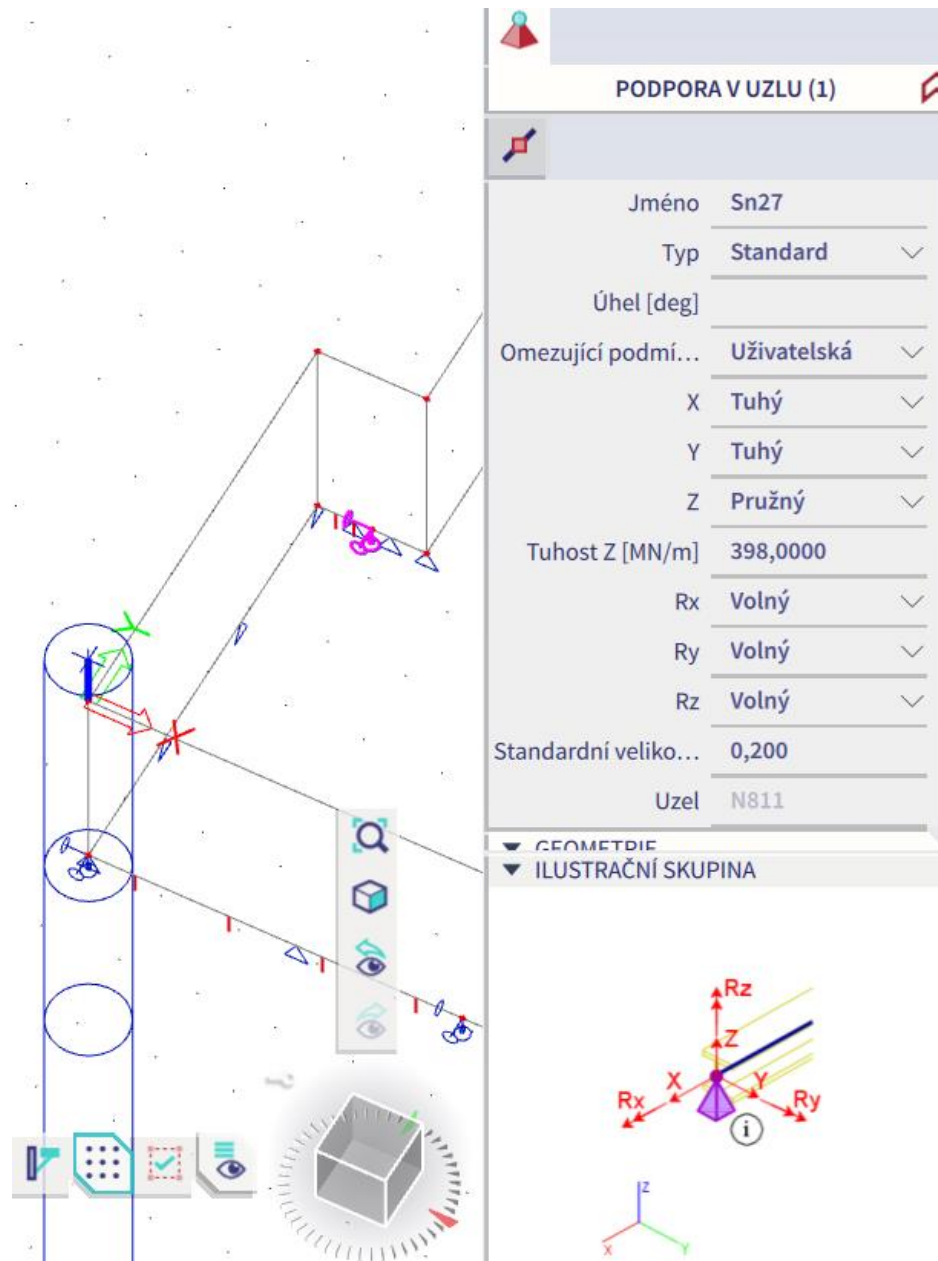 PODPORA V UZLU (1)
Jméno Sn27
Typ Standard
Úhel [deg]
Omezující podmí... Uživatelská
X Tuhý
Y Tuhý
Z Pružný
Tuhost Z [MN/m] 398,0000
Rx Volný
Ry Volný
Rz Volný
Standardní veliko... 0,200
Uzel N811
GEOMETRIE
ILUSTRAČNÍ SKUPINA
Y
X
Rz
Z
X
Y
Rx
Ry
i
z
x
Y